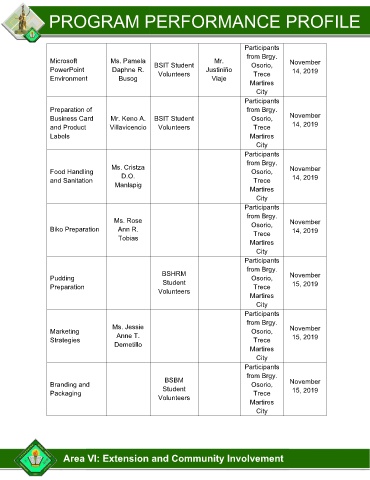 PROGRAM PERFORMANCE PROFILE
Microsoft
PowerPoint
Environment
Ms. Pamela
Daphne R.
Busog
BSIT Student
Volunteers
Mr.
Justiniño
Viaje
Participants
from Brgy.
Osorio,
Trece
Martires
City
November
14, 2019
Preparation of
Business Card
and Product
Labels
Mr. Keno A.
Villavicencio
BSIT Student
Volunteers
Participants
from Brgy.
Osorio,
Trece
Martires
City
November
14, 2019
Food Handling
and Sanitation
Ms. Cristza
D.O.
Manlapig
Participants
from Brgy.
Osorio,
Trece
Martires
City
November
14, 2019
Biko Preparation
Ms. Rose
Ann R.
Tobias
Participants
from Brgy.
Osorio,
Trece
Martires
City
November
14, 2019
Pudding
Preparation
BSHRM
Student
Volunteers
Participants
from Brgy.
Osorio,
Trece
Martires
City
November
15, 2019
Marketing
Strategies
Ms. Jessie
Anne T.
Demetillo
Participants
from Brgy.
Osorio,
Trece
Martires
City
November
15, 2019
Branding and
Packaging
BSBM
Student
Volunteers
Participants
from Brgy.
Osorio,
Trece
Martires
City
November
15, 2019
Area VI: Extension and Community Involvement